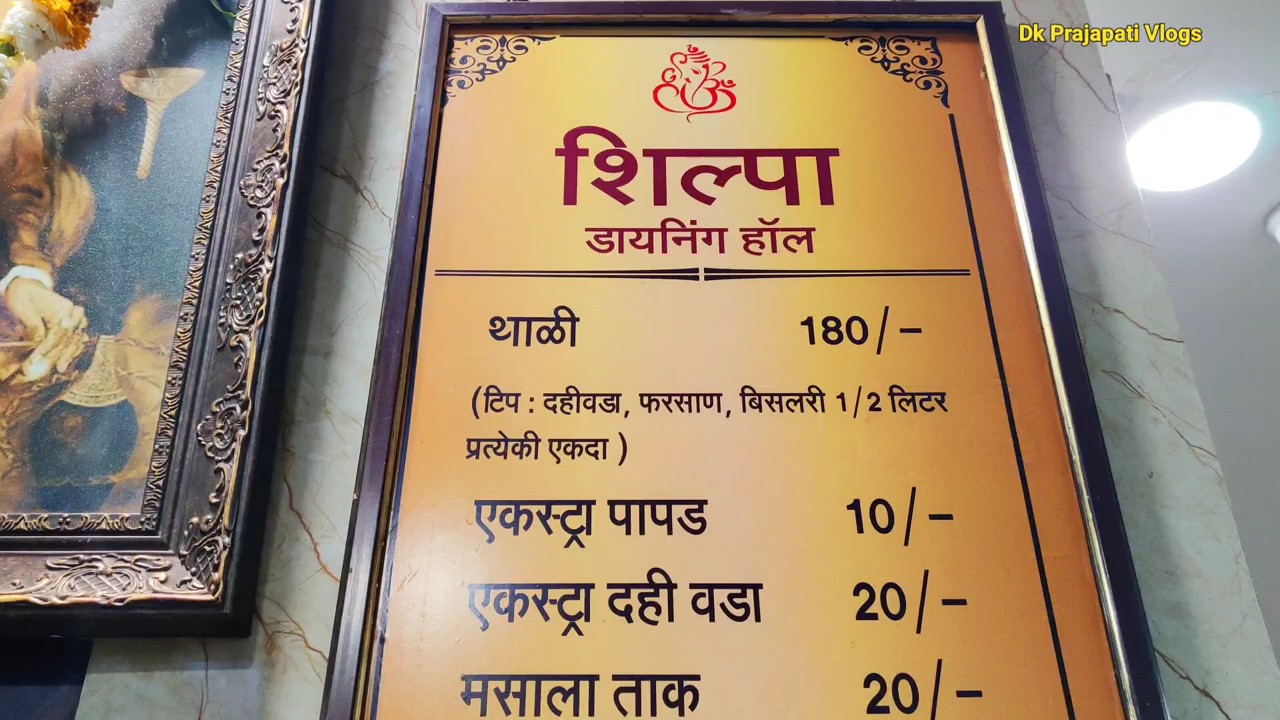 Dk Prajapati Vlogs
शिल्पा
डायनिंग हॉल
थाळी 180/–
(टिप : दहीवडा, फरसाण, बिसलरी 1/2 लिटर
प्रत्येकी एकदा )
एकस्ट्रा पापड 10/–
एकस्ट्रा दही वडा 20/–
मसाला ताक 20/–